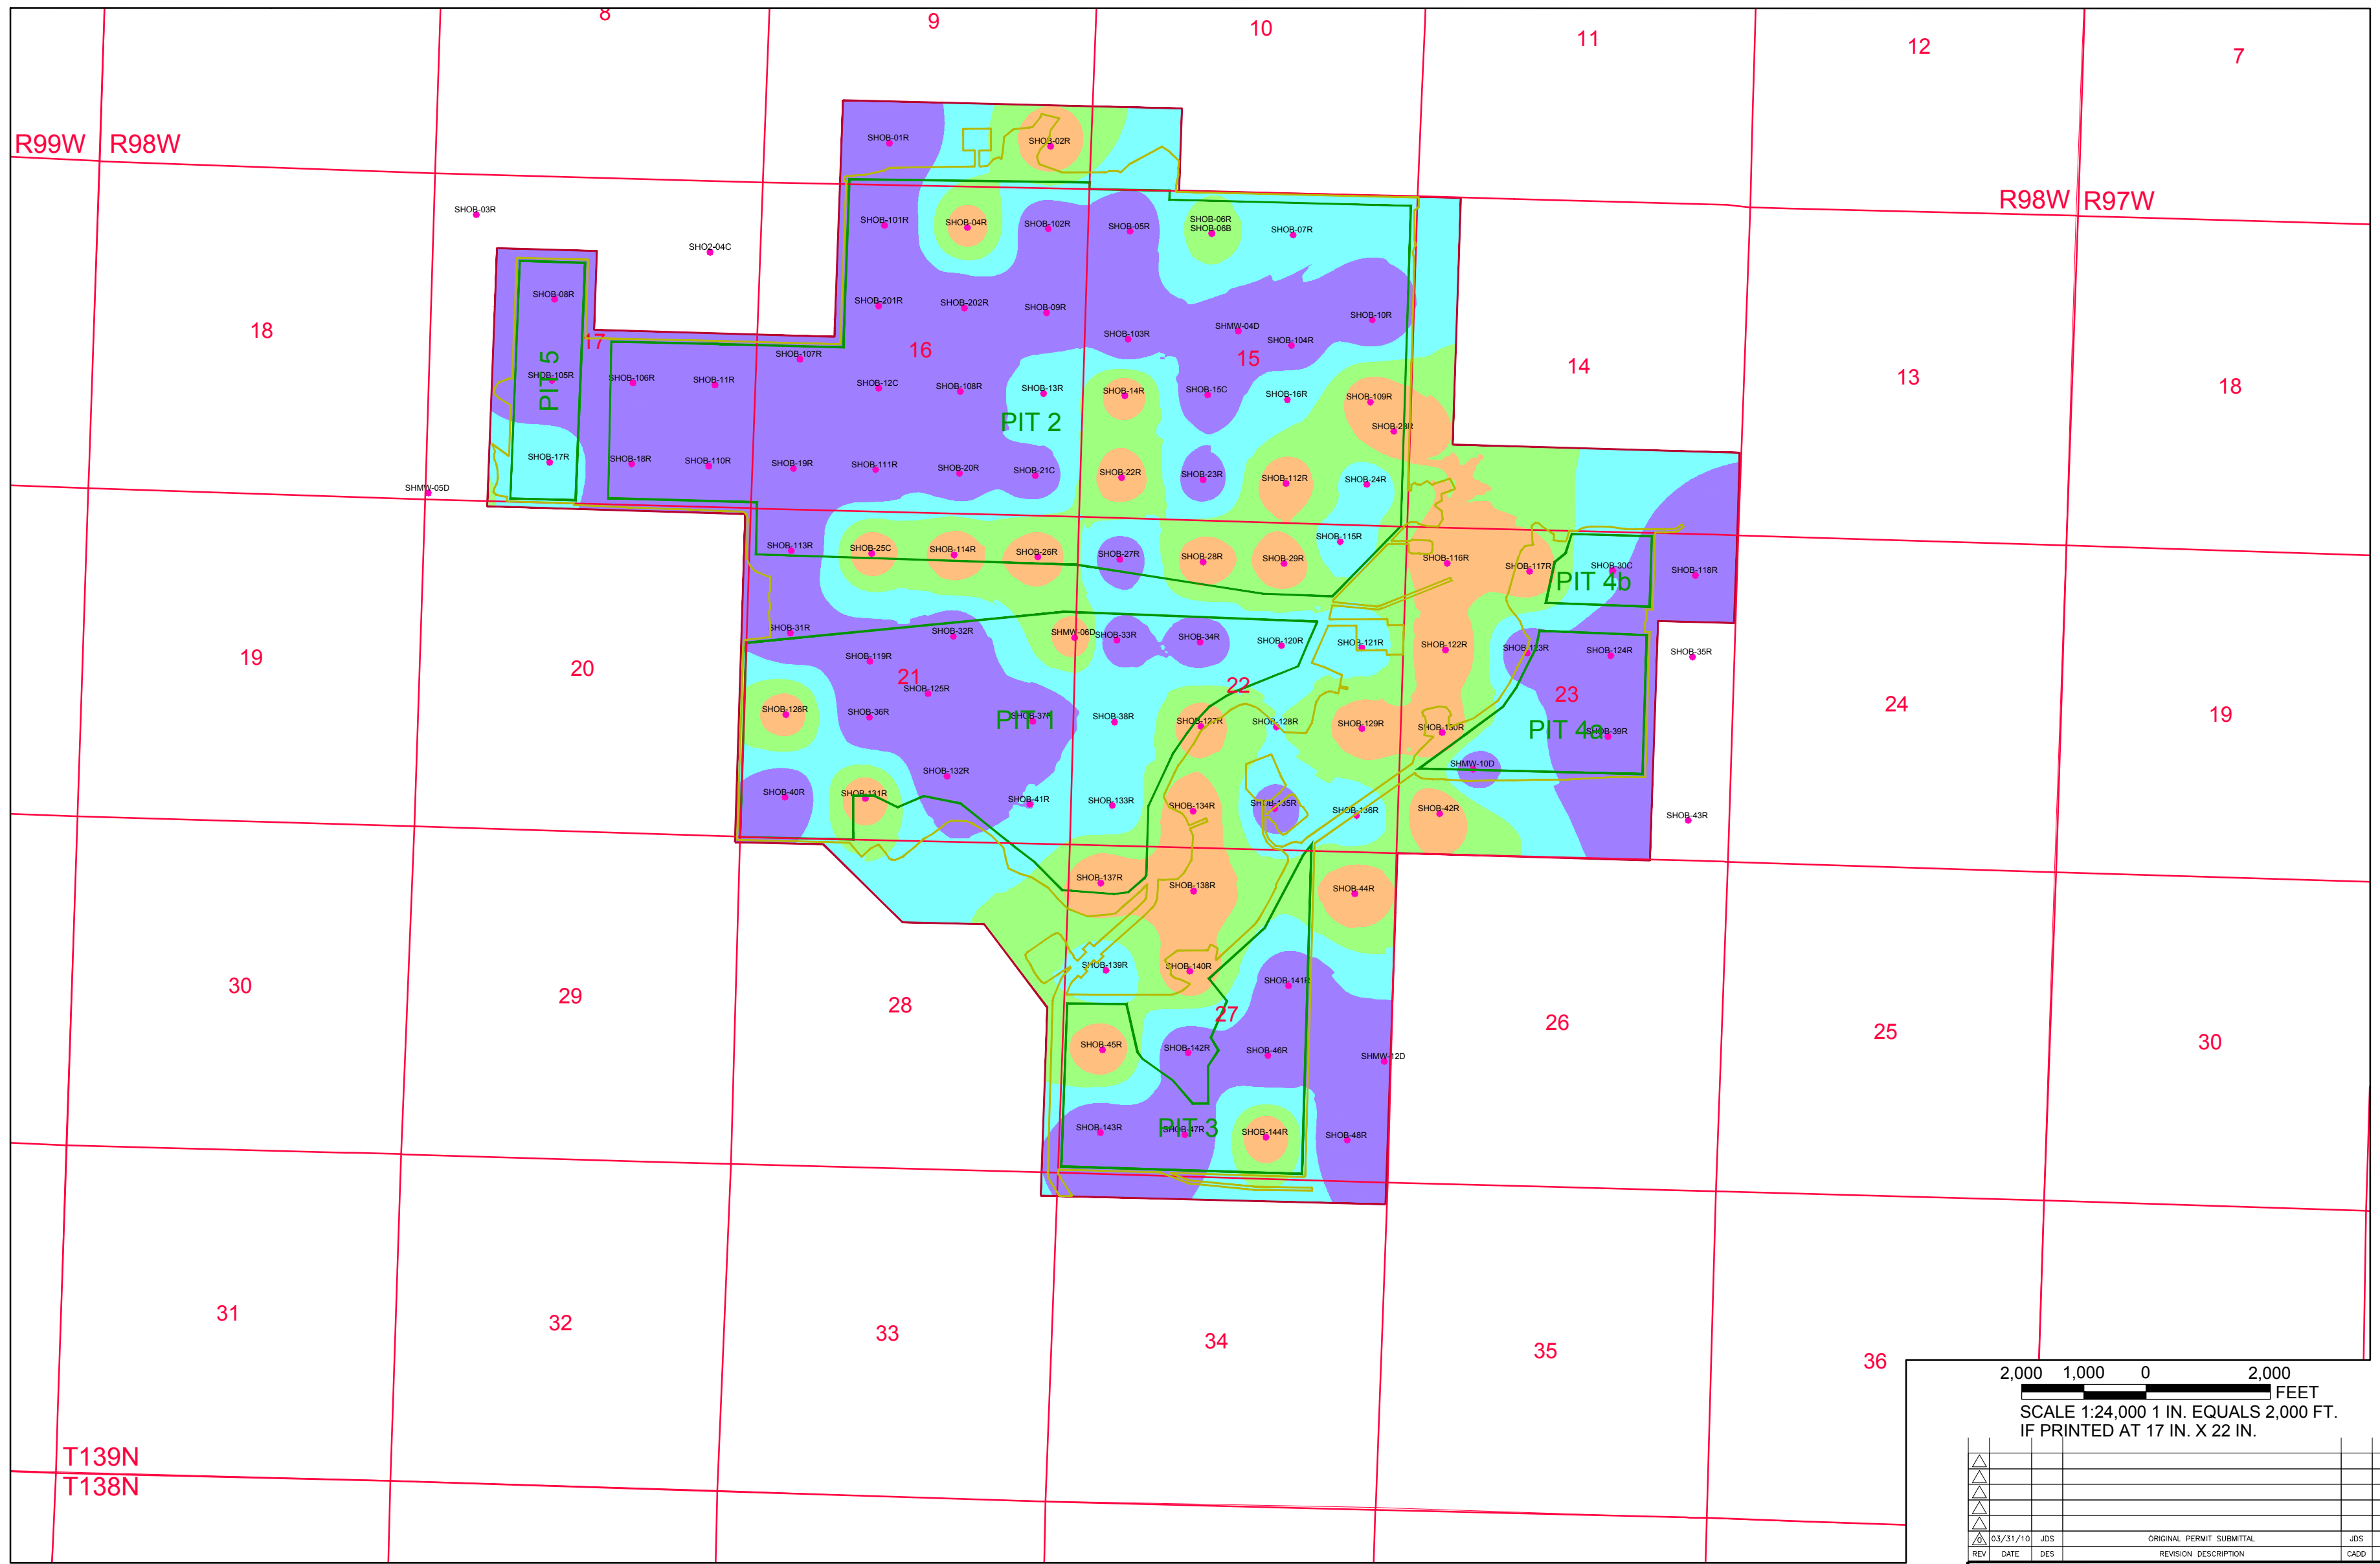 8
9
10
11
12
7
R99W
R98W
R98W
R97W
SHOB-01R
SHOB-02R
SHOB-03R
SHO2-04C
SHOB-101R
SHOB-04R
SHOB-102R
SHOB-05R
SHOB-06R
SHOB-06B
SHOB-07R
SHOB-08R
SHOB-201R
SHOB-202R
SHOB-09R
SHOB-103R
SHMW-04D
SHOB-104R
SHOB-10R
18
17
16
15
14
13
18
PIT 5
SHOB-105R
SHOB-106R
SHOB-11R
SHOB-107R
SHOB-12C
SHOB-108R
SHOB-13R
SHOB-14R
SHOB-15C
SHOB-16R
SHOB-109R
PIT 2
SHOB-17R
SHOB-18R
SHOB-110R
SHOB-19R
SHOB-111R
SHOB-20R
SHOB-21C
SHOB-22R
SHOB-23R
SHOB-112R
SHOB-24R
SHMW-05D
SHOB-113R
SHOB-25C
SHOB-114R
SHOB-26R
SHOB-27R
SHOB-28R
SHOB-29R
SHOB-115R
SHOB-116R
SHOB-117R
SHOB-30C
SHOB-118R
PIT 4b
SHOB-31R
SHOB-32R
SHMW-06D
SHOB-33R
SHOB-34R
SHOB-120R
SHOB-121R
SHOB-122R
SHOB-124R
SHOB-35R
19
20
21
22
23
24
19
SHOB-119R
SHOB-125R
SHOB-126R
SHOB-36R
PIT 1
SHOB-38R
SHOB-127R
SHOB-128R
SHOB-129R
SHOB-130R
PIT 4a
SHOB-39R
SHMW-10D
SHOB-40R
SHOB-131R
SHOB-132R
SHOB-41R
SHOB-133R
SHOB-134R
SHOB-135R
SHOB-136R
SHOB-42R
SHOB-43R
SHOB-137R
SHOB-138R
SHOB-44R
SHOB-139R
SHOB-140R
SHOB-141R
30
29
28
27
26
25
30
SHOB-45R
SHOB-142R
SHOB-46R
SHMW-12D
SHOB-143R
PIT 3
SHOB-47R
SHOB-144R
SHOB-48R
31
32
33
34
35
36
T139N
T138N
2,000 1,000 0 2,000
FEET
SCALE 1:24,000 1 IN. EQUALS 2,000 FT.
IF PRINTED AT 17 IN. X 22 IN.
0 03/31/10 JDS ORIGINAL PERMIT SUBMITTAL JDS
REV DATE DES REVISION DESCRIPTION CADD